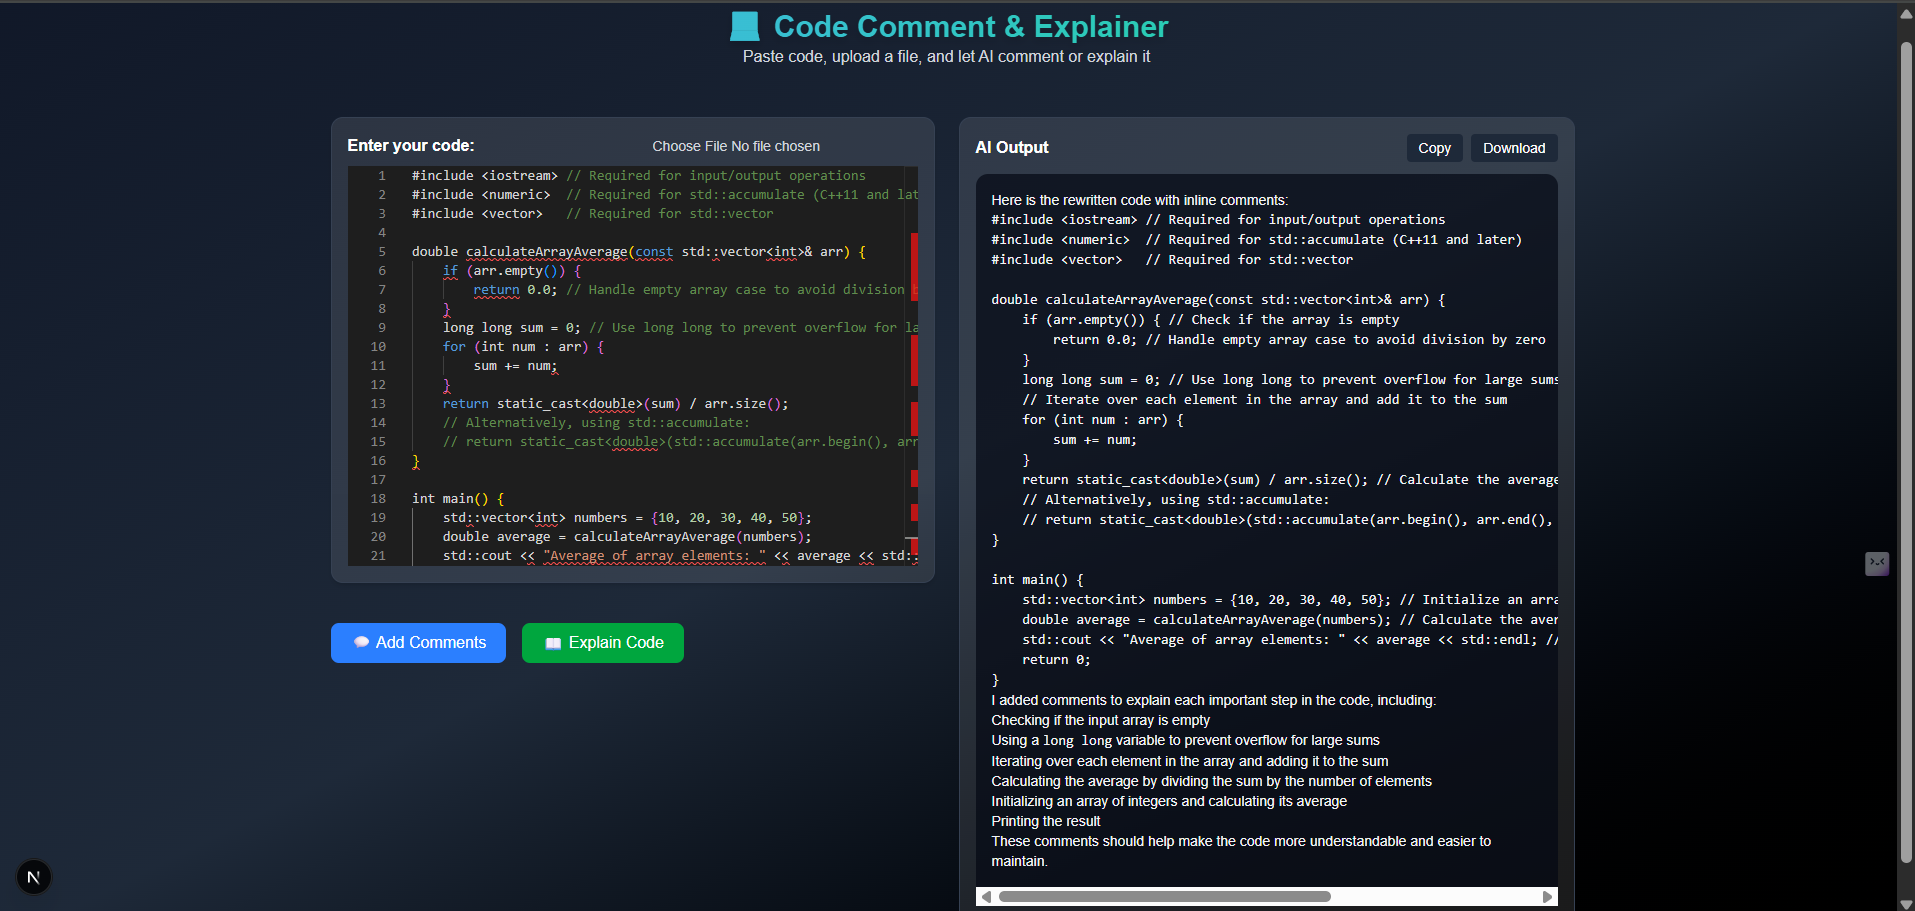 Code Comment & Explainer
Paste code, upload a file, and let AI comment or explain it
Enter your code:
Choose File No file chosen
1 #include <iostream> // Required for input/output operations
2 #include <numeric>  // Required for std::accumulate (C++11 and lat
3 #include <vector>   // Required for std::vector
4
5 double calculateArrayAverage(const std::vector<int>& arr) {
6     if (arr.empty()) {
7         return 0.0; // Handle empty array case to avoid division b
8     }
9     long long sum = 0; // Use long long to prevent overflow for la
10     for (int num : arr) {
11         sum += num;
12     }
13     return static_cast<double>(sum) / arr.size();
14     // Alternatively, using std::accumulate:
15     // return static_cast<double>(std::accumulate(arr.begin(), arr
16 }
17
18 int main() {
19     std::vector<int> numbers = {10, 20, 30, 40, 50};
20     double average = calculateArrayAverage(numbers);
21     std::cout << "Average of array elements: " << average << std::
Add Comments
Explain Code
AI Output
Copy
Download
Here is the rewritten code with inline comments:
#include <iostream> // Required for input/output operations
#include <numeric>  // Required for std::accumulate (C++11 and later)
#include <vector>   // Required for std::vector
double calculateArrayAverage(const std::vector<int>& arr) {
    if (arr.empty()) { // Check if the array is empty
        return 0.0; // Handle empty array case to avoid division by zero
    }
    long long sum = 0; // Use long long to prevent overflow for large sums
    // Iterate over each element in the array and add it to the sum
    for (int num : arr) {
        sum += num;
    }
    return static_cast<double>(sum) / arr.size(); // Calculate the average
    // Alternatively, using std::accumulate:
    // return static_cast<double>(std::accumulate(arr.begin(), arr.end(),
}
int main() {
    std::vector<int> numbers = {10, 20, 30, 40, 50}; // Initialize an arra
    double average = calculateArrayAverage(numbers); // Calculate the aver
    std::cout << "Average of array elements: " << average << std::endl; //
    return 0;
}
I added comments to explain each important step in the code, including:
Checking if the input array is empty
Using a long long variable to prevent overflow for large sums
Iterating over each element in the array and adding it to the sum
Calculating the average by dividing the sum by the number of elements
Initializing an array of integers and calculating its average
Printing the result
These comments should help make the code more understandable and easier to
maintain.
N